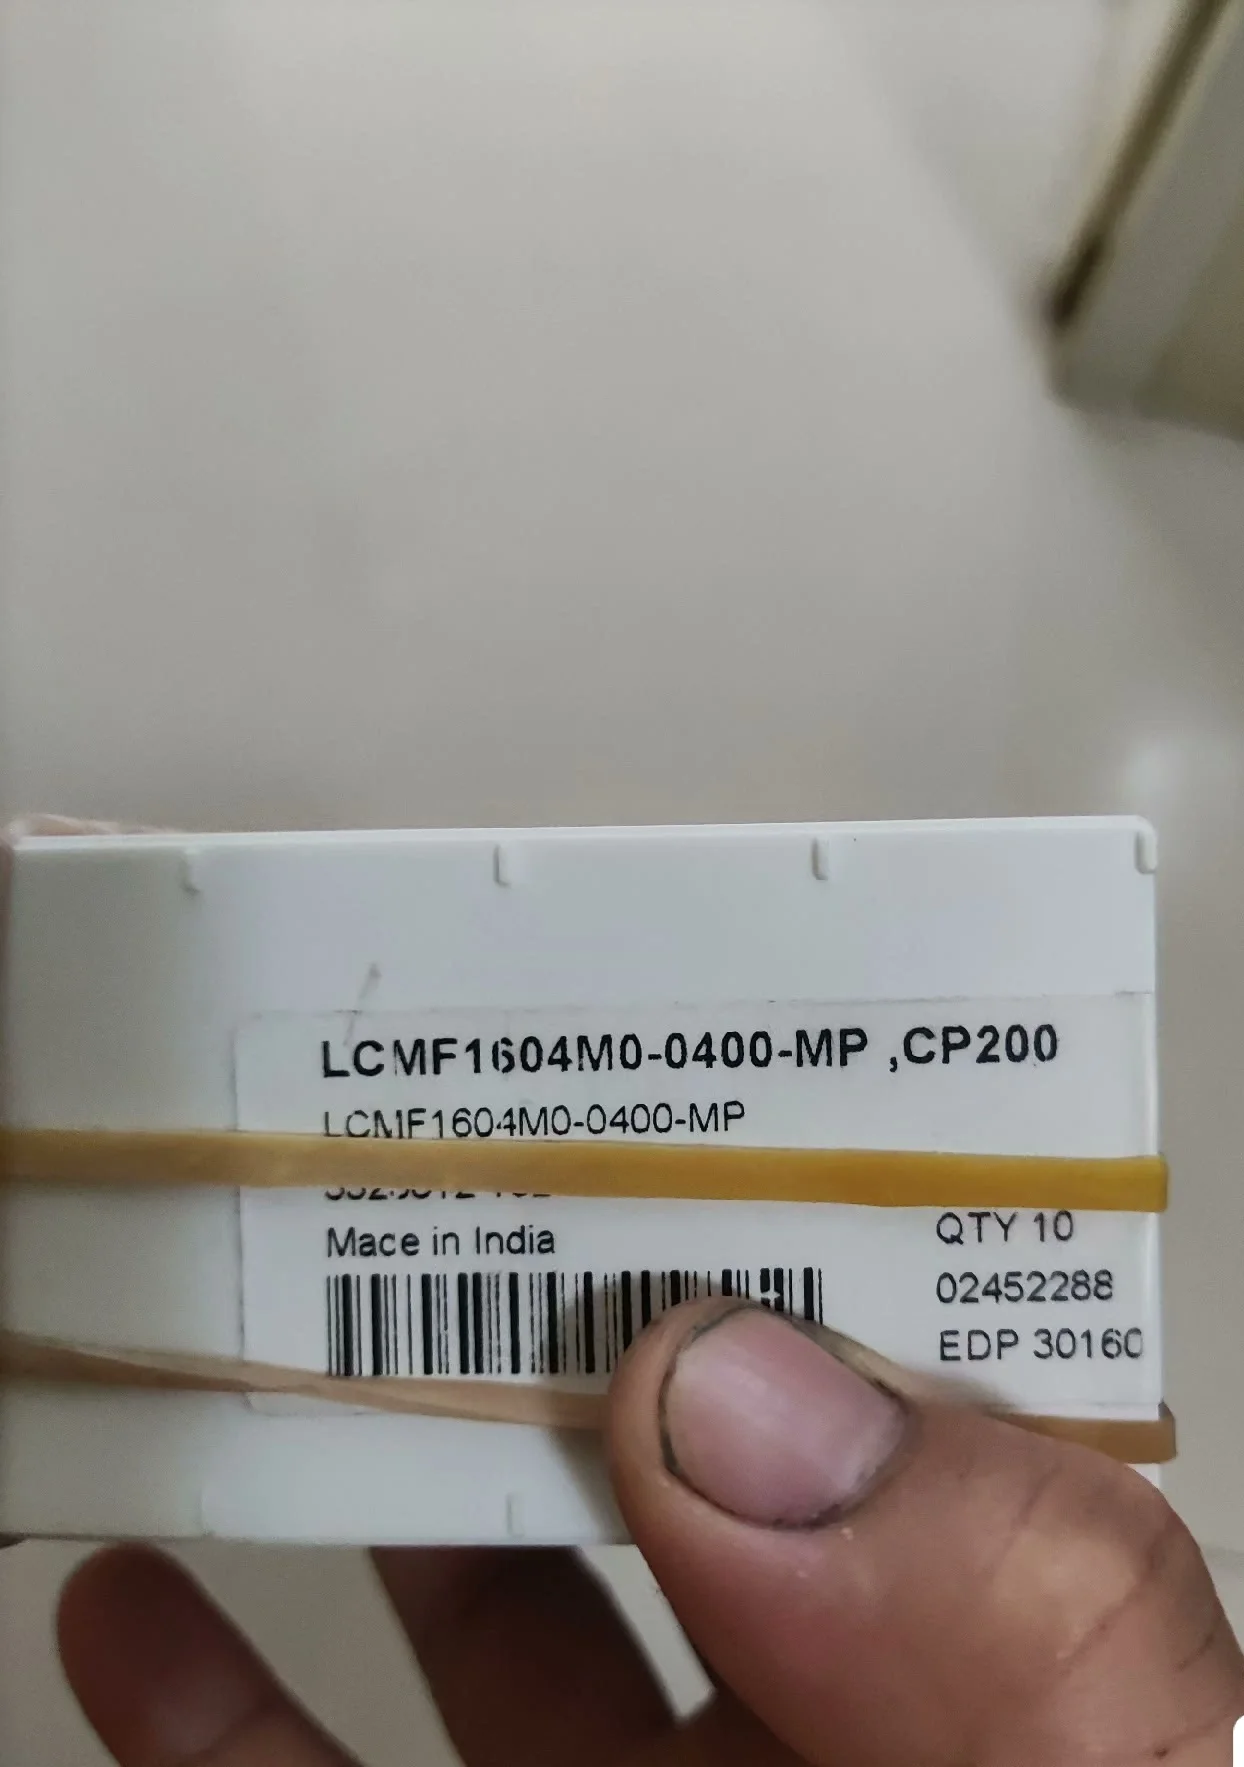 LCMF1604M0-0400-MP ,CP200
LCMF1604M0-0400-MP
Mace in India
QTY 10
02452288
EDP 30160